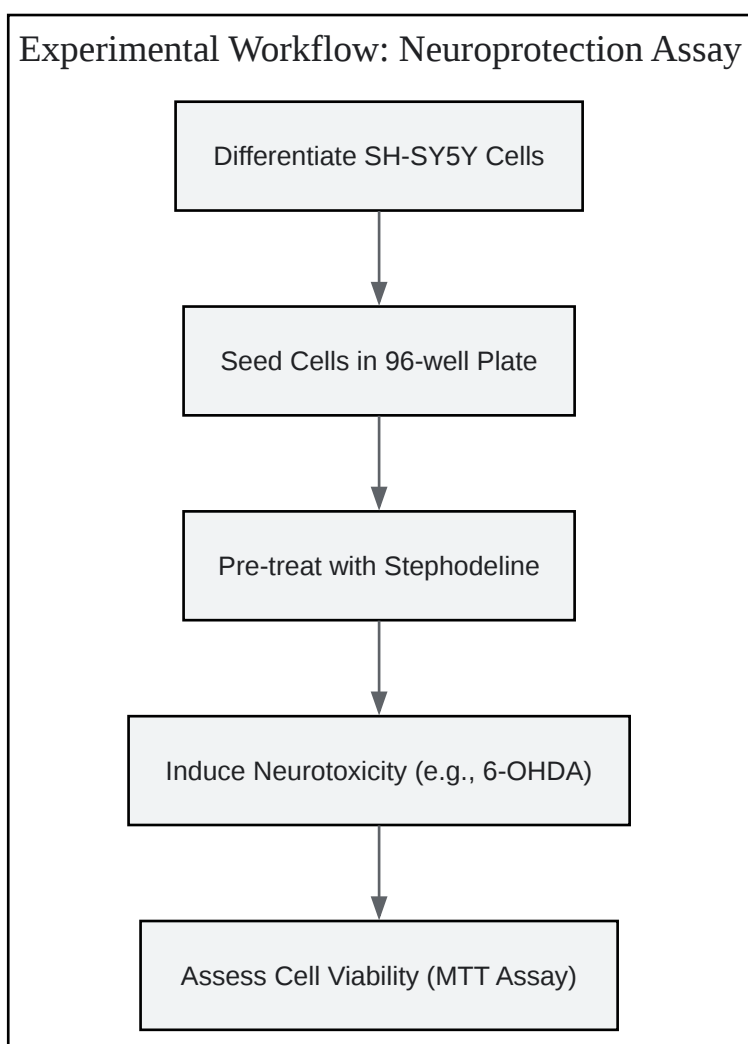 Experimental Workflow: Neuroprotection Assay
Differentiate SH-SY5Y Cells
Seed Cells in 96-well Plate
Pre-treat with Stephodeline
Induce Neurotoxicity (e.g., 6-OHDA)
Assess Cell Viability (MTT Assay)